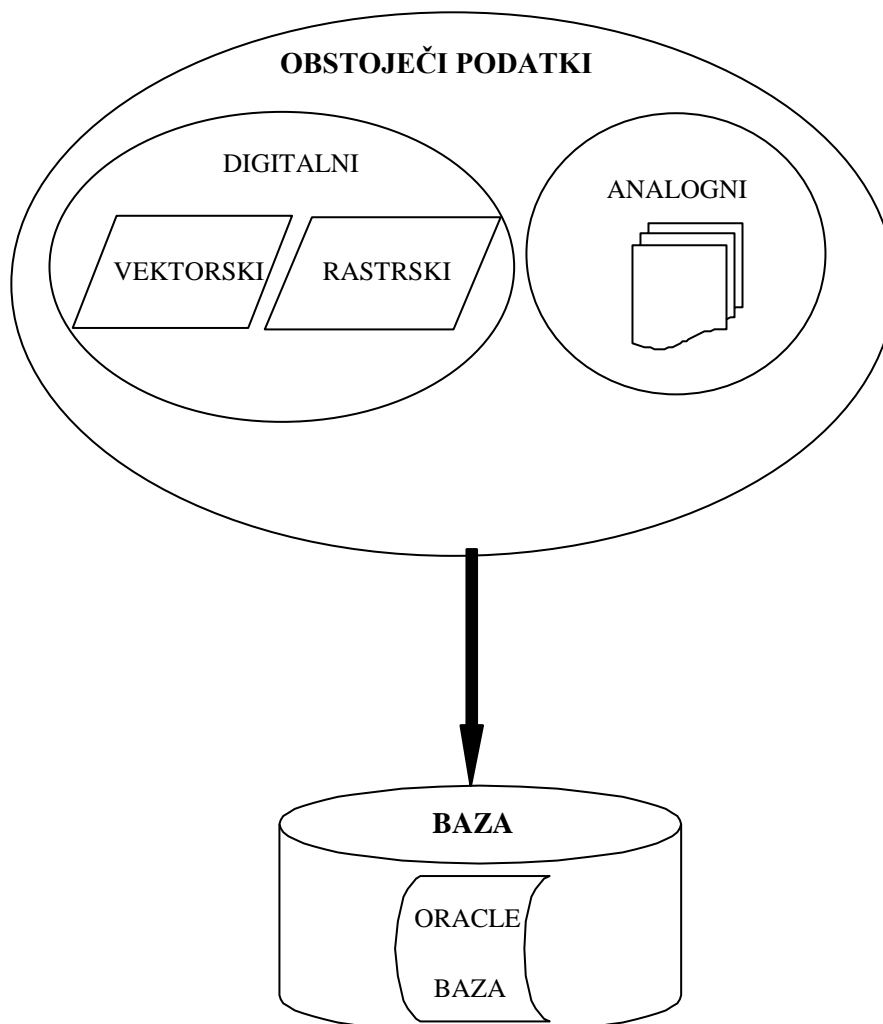 OBSTOJEČI PODATKI
DIGITALNI
ANALOGNI
VEKTORSKI
RASTRSKI
BAZA
ORACLE
BAZA